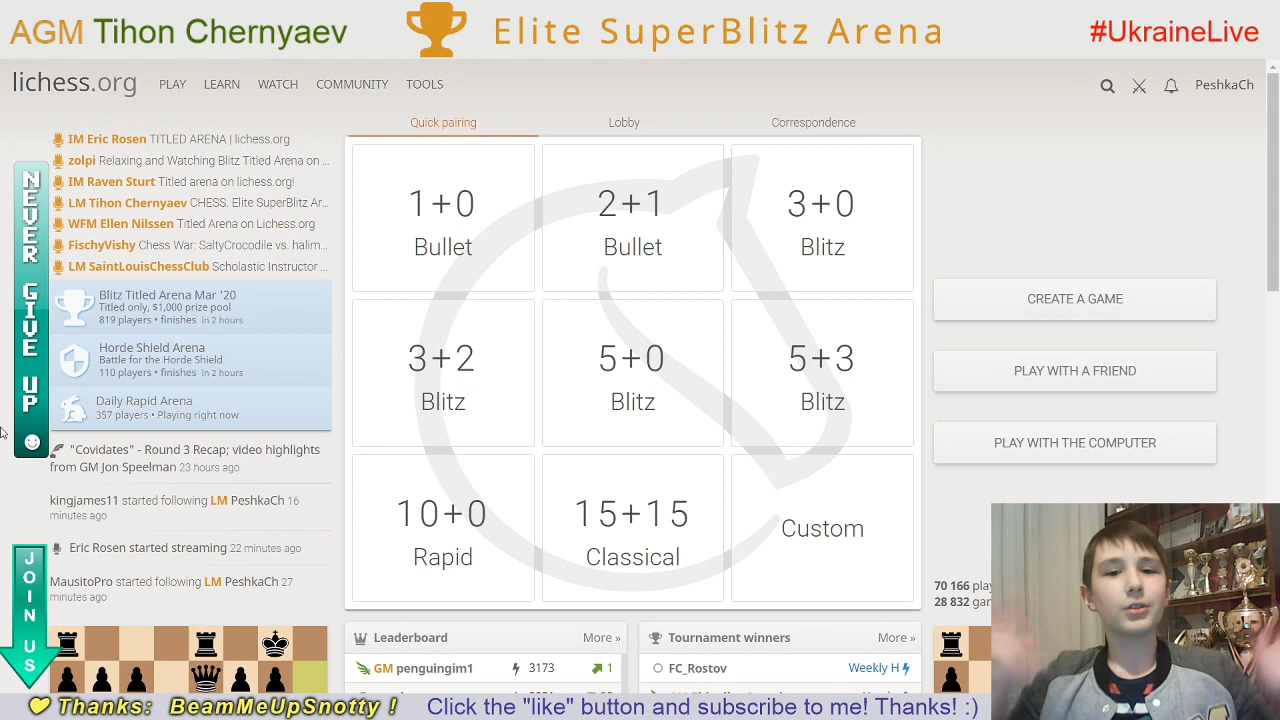 AGM Tihon Chernyaev
Elite SuperBlitz Arena
#UkraineLive
lichess.org
PLAY LEARN WATCH COMMUNITY TOOLS
PeshkaCh
NEVER GIVE UP
JOIN US
IM Eric Rosen TITLED ARENA | lichess.org
zolpi Relaxing and Watching Blitz Titled Arena on ...
IM Raven Sturt Titled arena on lichess.org!
LM Tihon Chernyaev CHESS. Elite SuperBlitz Ar...
WFM Ellen Nilssen Titled Arena on Lichess.org
FischyVishy Chess War: SaltyCrocodile vs. halim...
LM SaintLouisChessClub Scholastic Instructor ...
Blitz Titled Arena Mar '20
Titled only, $1,000 prize pool
819 players • finishes in 2 hours
Horde Shield Arena
Battle for the Horde Shield
110 players • finishes in 2 hours
Daily Rapid Arena
357 players • Playing right now
"Covidates" - Round 3 Recap; video highlights
from GM Jon Speelman 23 hours ago
kingjames11 started following LM PeshkaCh 16
minutes ago
Eric Rosen started streaming 22 minutes ago
MausitoPro started following LM PeshkaCh 27
minutes ago
Quick pairing Lobby Correspondence
1+0 2+1 3+0
Bullet Bullet Blitz
3+2 5+0 5+3
Blitz Blitz Blitz
10+0 15+15 Custom
Rapid Classical
CREATE A GAME
PLAY WITH A FRIEND
PLAY WITH THE COMPUTER
70 166
28 832
Leaderboard More »
GM penguingim1 3173 1
Tournament winners More »
FC_Rostov Weekly H
Thanks: BeamMeUpSnotty !
Click the "like" button and subscribe to me! Thanks! :)